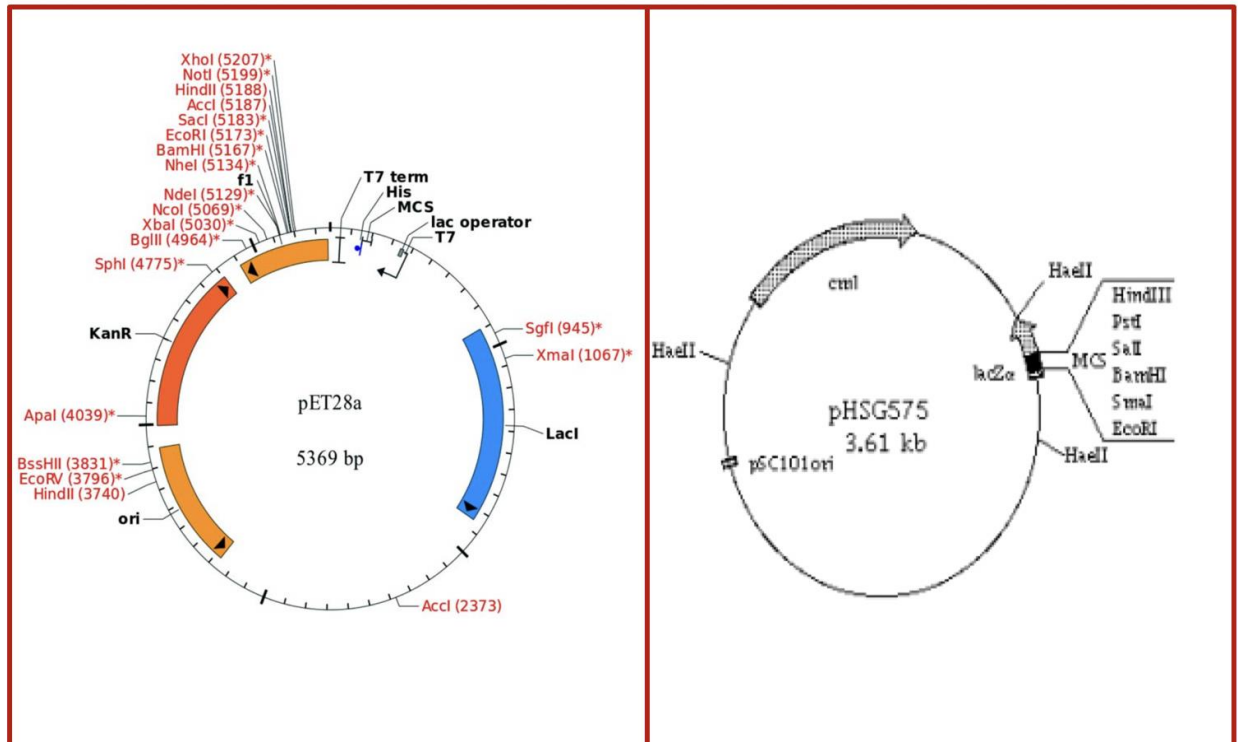 XhoI (5207)*
NotI (5199)*
HindII (5188)
AccI (5187)
SacI (5183)*
EcoRI (5173)*
BamHI (5167)*
NheI (5134)*
f1
NdeI (5129)*
NcoI (5069)*
XbaI (5030)*
BglII (4964)*
SphI (4775)*
KanR
ApaI (4039)*
BssHII (3831)*
EcoRV (3796)*
HindII (3740)
ori
T7 term
His
MCS
lac operator
T7
SgfI (945)*
XmaI (1067)*
LacI
AccI (2373)
pET28a
5369 bp
cml
HaeII
HaeII
HindIII
PstI
SalI
BamHI
SmaI
EcoRI
MCS
lacZα
HaeII
pHSG575
3.61 kb
pSC101ori